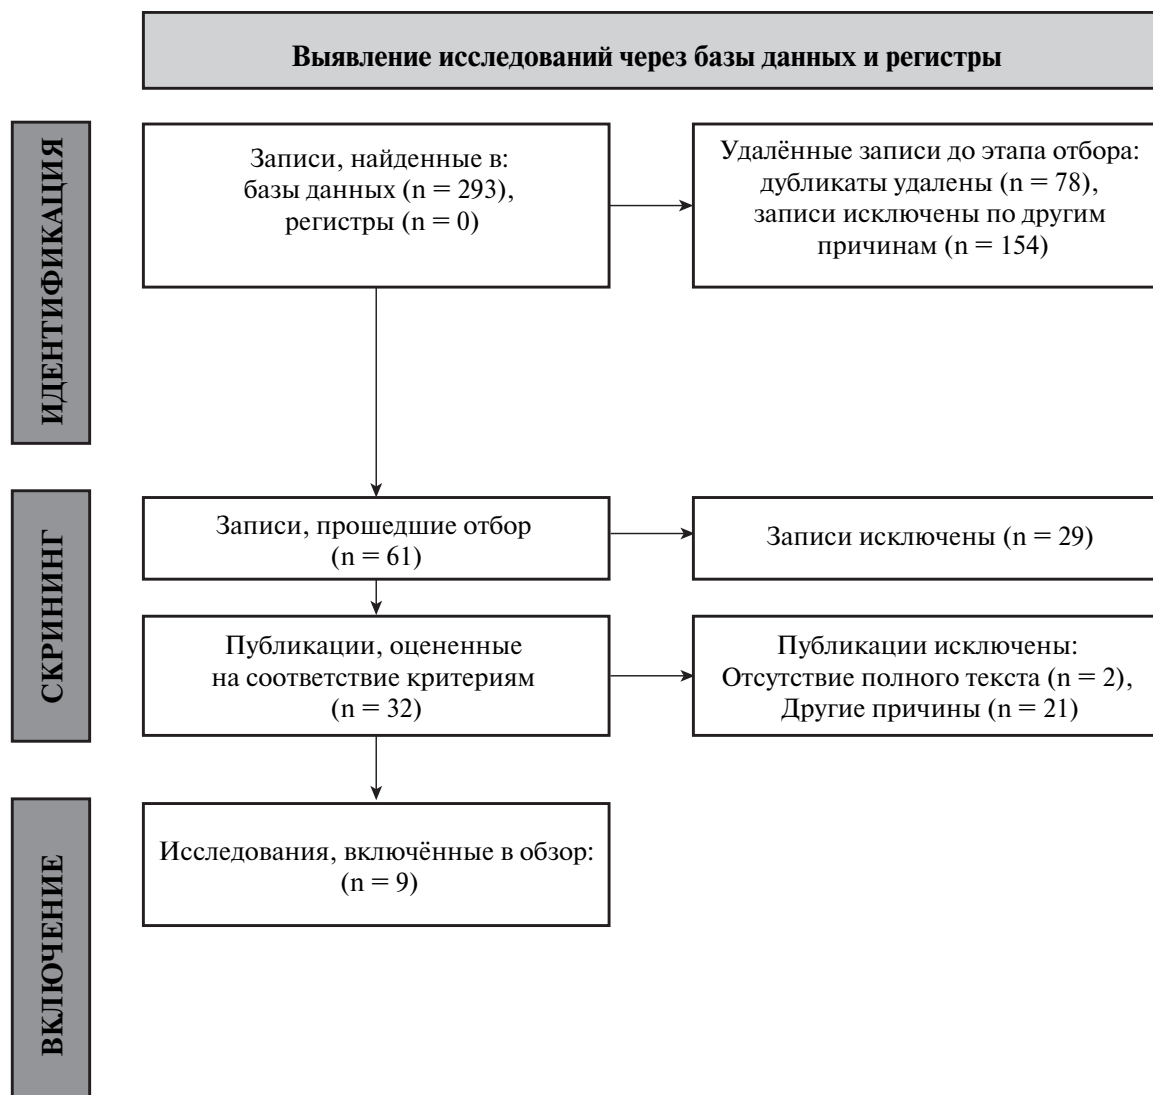 Выявление исследований через базы данных и регистры
ИДЕНТИФИКАЦИЯ
Записи, найденные в:
базы данных (n = 293),
регистры (n = 0)
Удалённые записи до этапа отбора:
дубликаты удалены (n = 78),
записи исключены по другим
причинам (n = 154)
СКРИНИНГ
Записи, прошедшие отбор
(n = 61)
Записи исключены (n = 29)
Публикации, оцененные
на соответствие критериям
(n = 32)
Публикации исключены:
Отсутствие полного текста (n = 2),
Другие причины (n = 21)
ВКЛЮЧЕНИЕ
Исследования, включённые в обзор:
(n = 9)